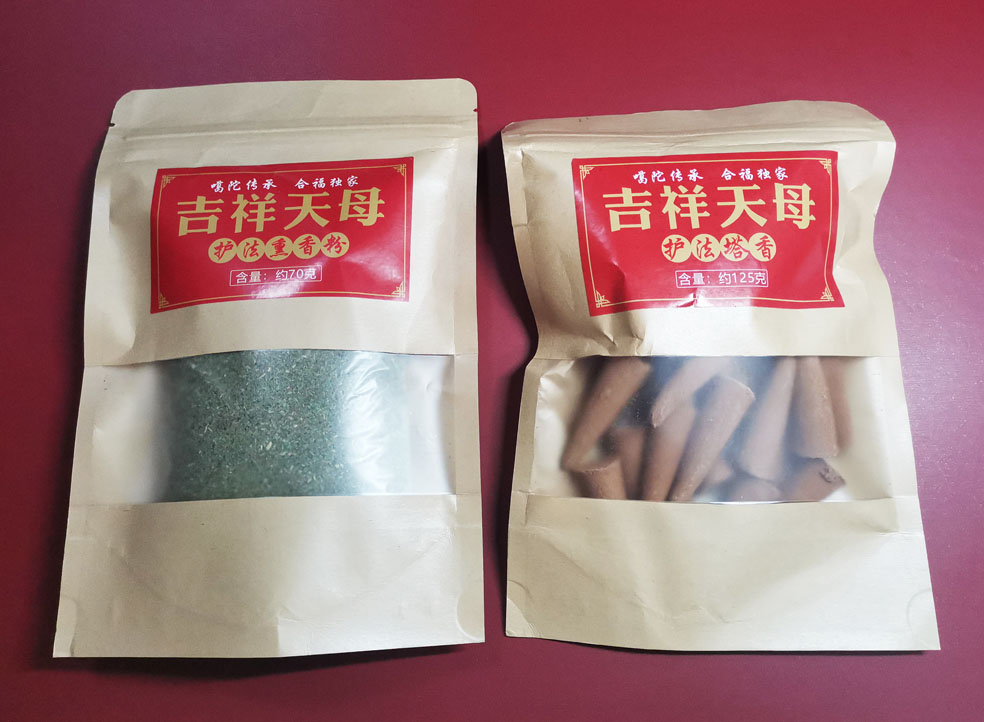 噶陀传承 合福独家
吉祥天母
护法熏香粉
含量：约70克
噶陀传承 合福独家
吉祥天母
护法塔香
含量：约125克